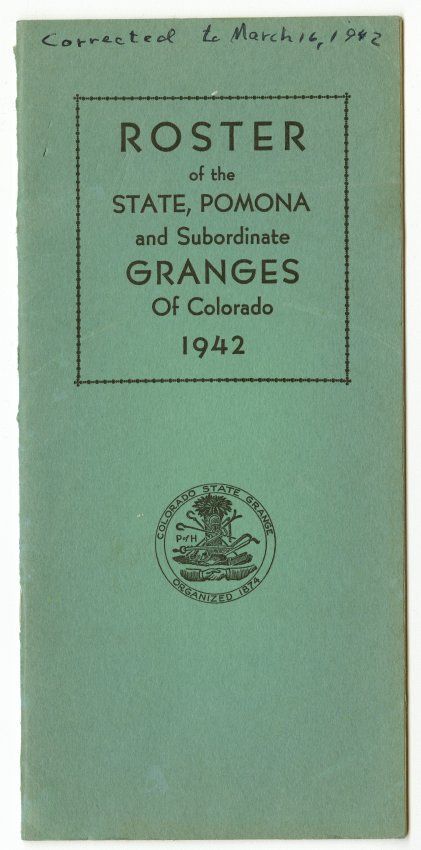 Corrected to March 16, 1942
ROSTER
of the
STATE, POMONA
and Subordinate
GRANGES
Of Colorado
1942
COLORADO STATE GRANGE
P of H
ORGANIZED 1874